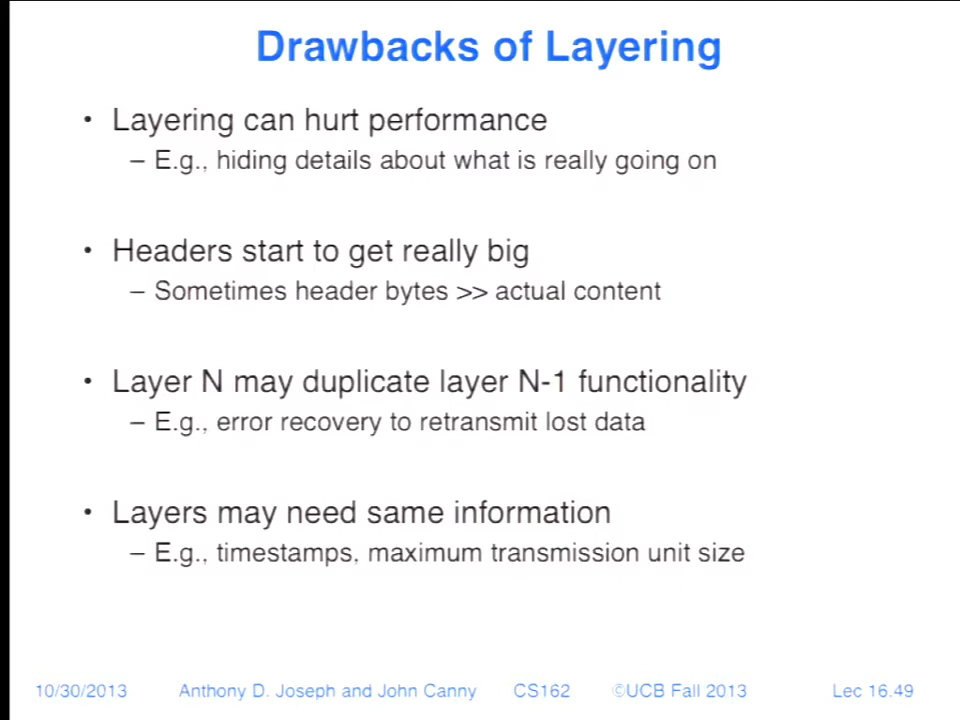 Drawbacks of Layering
• Layering can hurt performance
– E.g., hiding details about what is really going on
• Headers start to get really big
– Sometimes header bytes >> actual content
• Layer N may duplicate layer N-1 functionality
– E.g., error recovery to retransmit lost data
• Layers may need same information
– E.g., timestamps, maximum transmission unit size
10/30/2013 Anthony D. Joseph and John Canny CS162 ©UCB Fall 2013 Lec 16.49